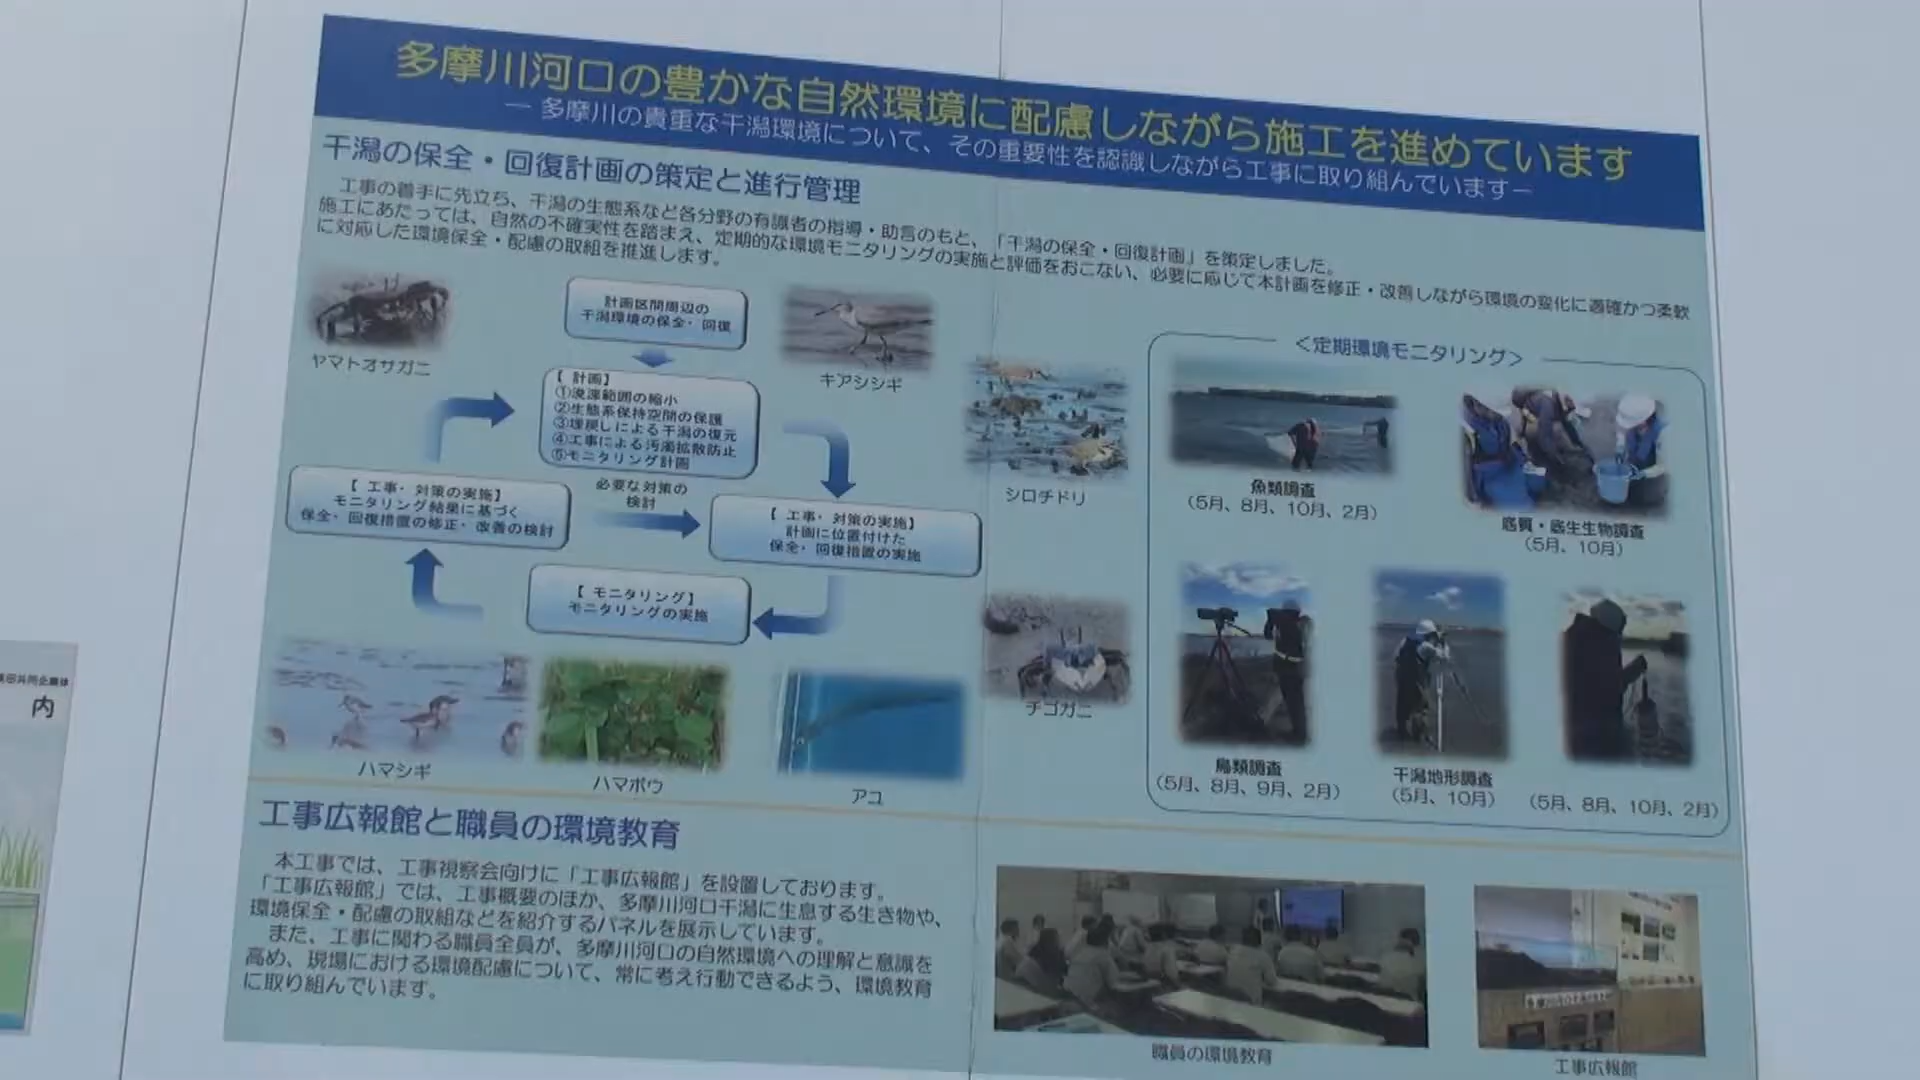 多摩川河口の豊かな自然環境に配慮しながら施工を進めています
― 多摩川の貴重な干潟環境について、その重要性を認識しながら工事に取り組んでいます―
干潟の保全・回復計画の策定と進行管理
工事の着手に先立ち、干潟の生態系など各分野の有識者の指導・助言のもと、「干潟の保全・回復計画」を策定しました。
施工にあたっては、自然の不確実性を踏まえ、定期的な環境モニタリングの実施と評価をおこない、必要に応じて本計画を修正・改善しながら環境の変化に適確かつ柔軟
に対応した環境保全・配慮の取組を推進します。
ヤマトオサガニ
計画区間周辺の
干潟環境の保全・回復
キアシシギ
【 計画】
①浚渫範囲の縮小
②生態系保持空間の保護
③埋戻しによる干潟の復元
④工事による汚濁拡散防止
⑤モニタリング計画
【 工事・対策の実施】
モニタリング結果に基づく
保全・回復措置の修正・改善の検討
必要な対策の
検討
【 工事・対策の実施】
計画に位置付けた
保全・回復措置の実施
【 モニタリング】
モニタリングの実施
シロチドリ
チゴガニ
ハマシギ
ハマボウ
アユ
＜定期環境モニタリング＞
魚類調査
(5月、8月、10月、2月)
底質・底生生物調査
(5月、10月)
鳥類調査
(5月、8月、9月、2月)
干潟地形調査
(5月、10月)
(5月、8月、10月、2月)
工事広報館と職員の環境教育
本工事では、工事視察会向けに「工事広報館」を設置しております。
「工事広報館」では、工事概要のほか、多摩川河口干潟に生息する生き物や、
環境保全・配慮の取組などを紹介するパネルを展示しています。
また、工事に関わる職員全員が、多摩川河口の自然環境への理解と意識を
高め、現場における環境配慮について、常に考え行動できるよう、環境教育
に取り組んでいます。
職員の環境教育
工事広報館
共同企業体
内